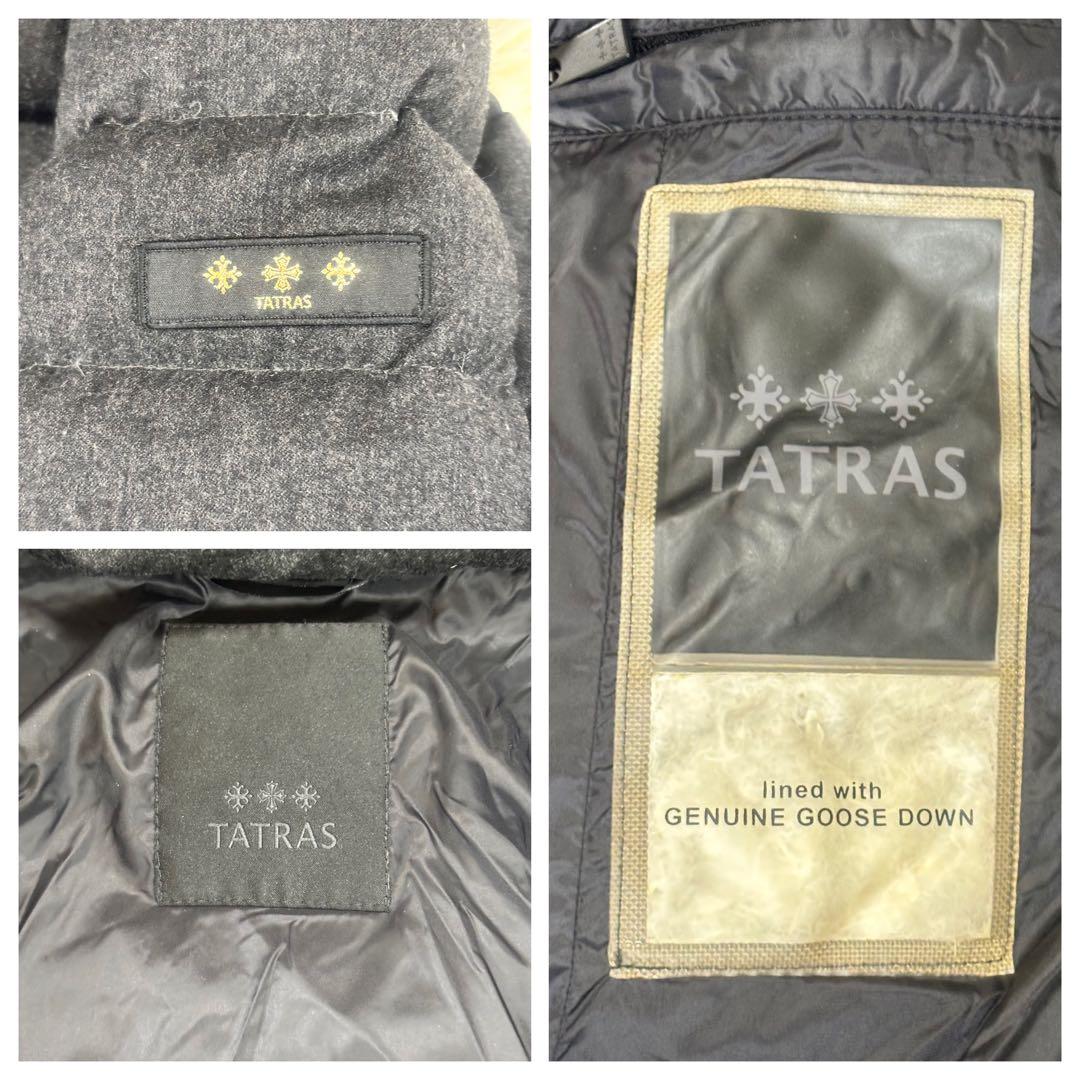 TATRAS
TATRAS
TATRAS
lined with
GENUINE GOOSE DOWN